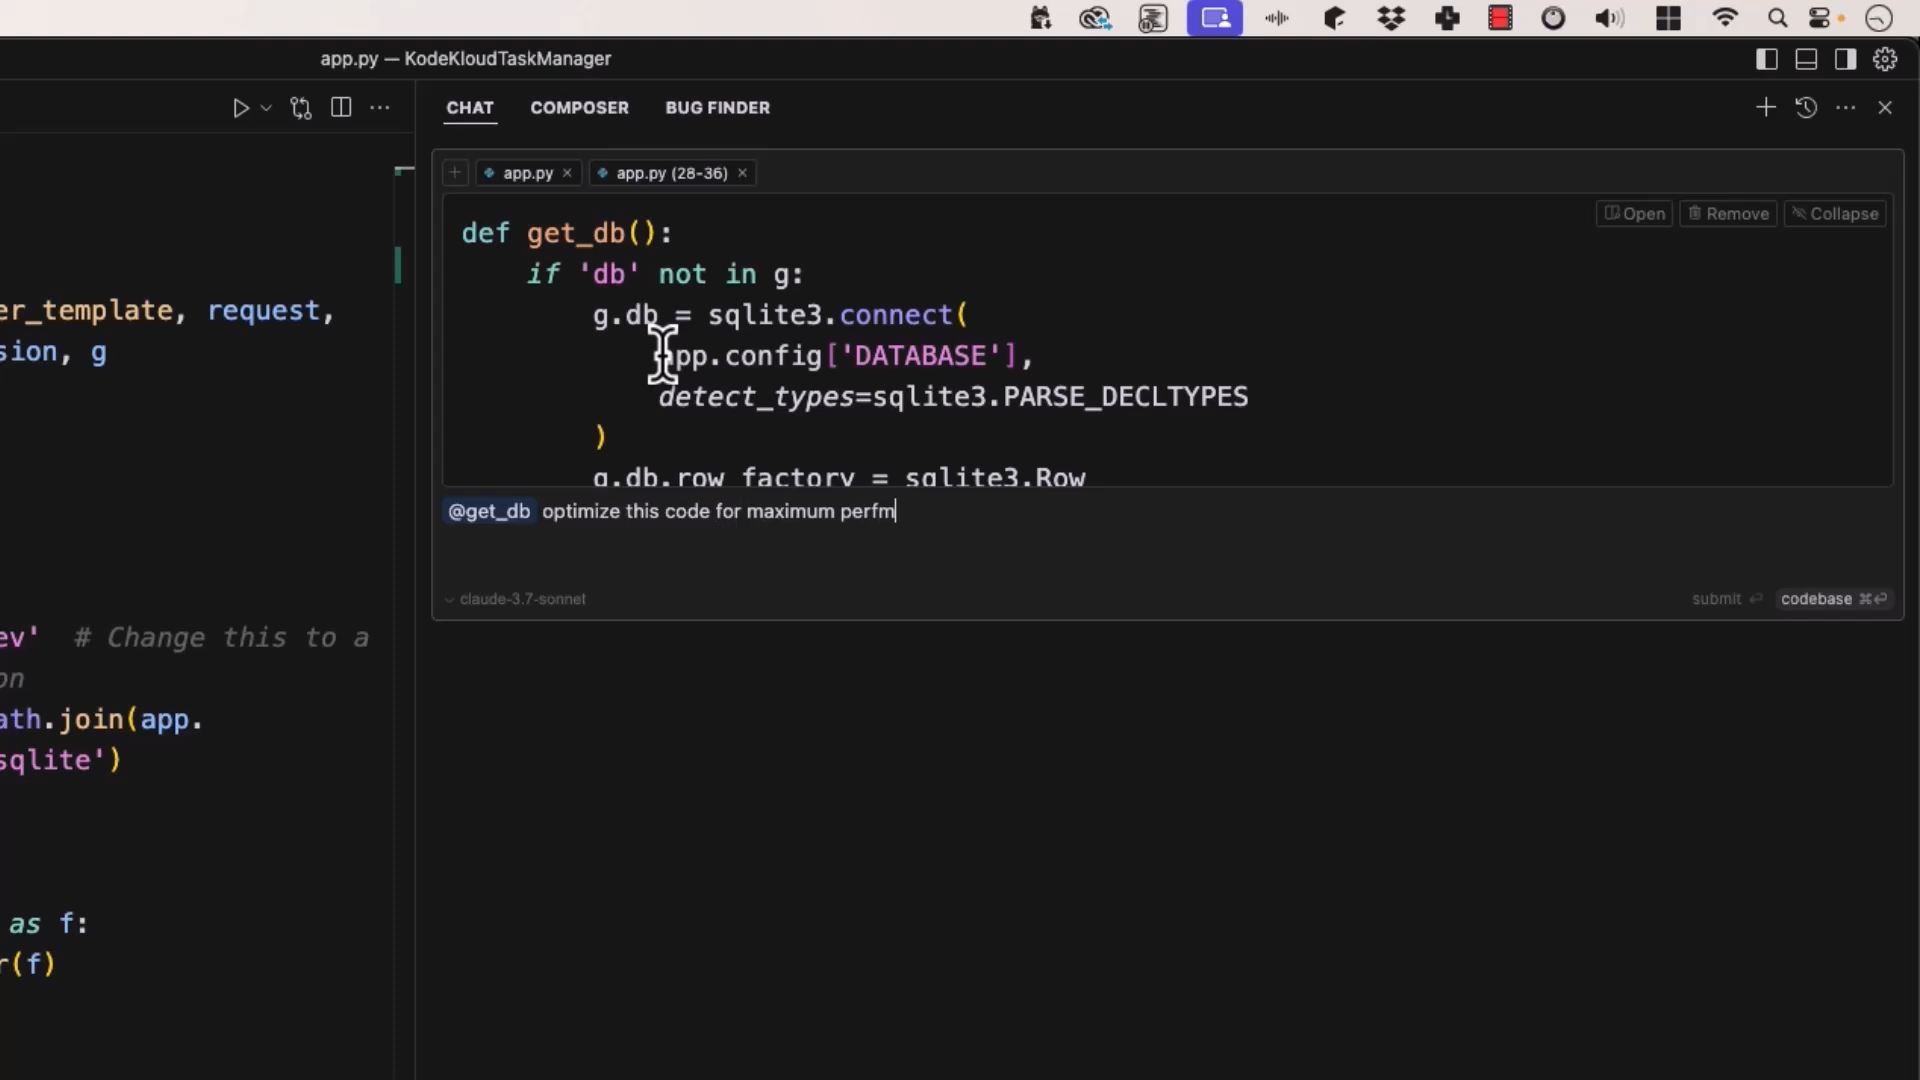 app.py — KodeKloudTaskManager
CHAT COMPOSER BUG FINDER
app.py app.py (28-36)
Open Remove Collapse
def get_db():
if 'db' not in g:
g.db = sqlite3.connect(
app.config['DATABASE'],
detect_types=sqlite3.PARSE_DECLTYPES
)
g.db.row_factory = sqlite3.Row
@get_db optimize this code for maximum perfm
claude-3.7-sonnet
submit codebase
er_template, request,
sion, g
ev' # Change this to a
on
ath.join(app.
sqlite')
as f:
r(f)